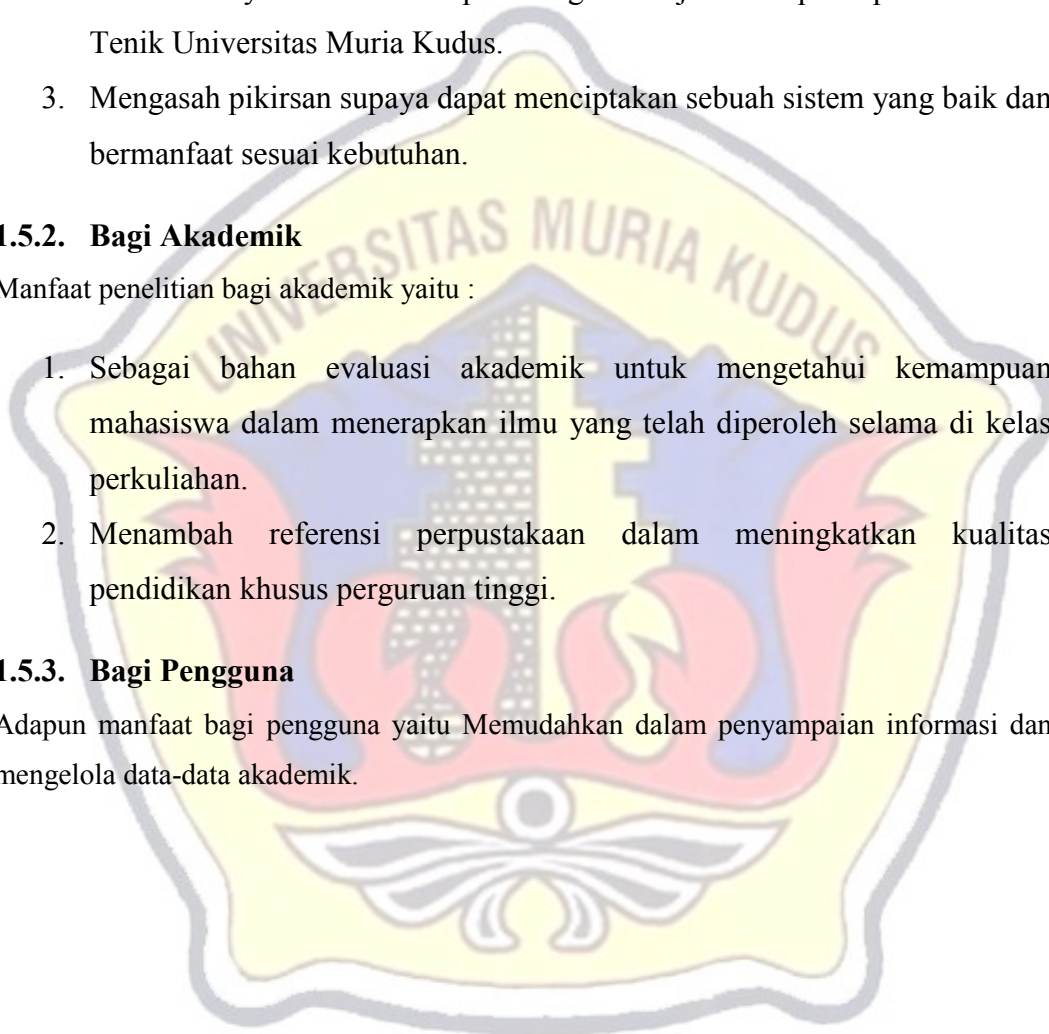 Tenik Universitas Muria Kudus.
3. Mengasah pikirsan supaya dapat menciptakan sebuah sistem yang baik dan
bermanfaat sesuai kebutuhan.
1.5.2. Bagi Akademik
Manfaat penelitian bagi akademik yaitu :
1. Sebagai bahan evaluasi akademik untuk mengetahui kemampuan
mahasiswa dalam menerapkan ilmu yang telah diperoleh selama di kelas
perkuliahan.
2. Menambah referensi perpustakaan dalam meningkatkan kualitas
pendidikan khusus perguruan tinggi.
1.5.3. Bagi Pengguna
Adapun manfaat bagi pengguna yaitu Memudahkan dalam penyampaian informasi dan
mengelola data-data akademik.
UNIVERSITAS MURIA KUDUS